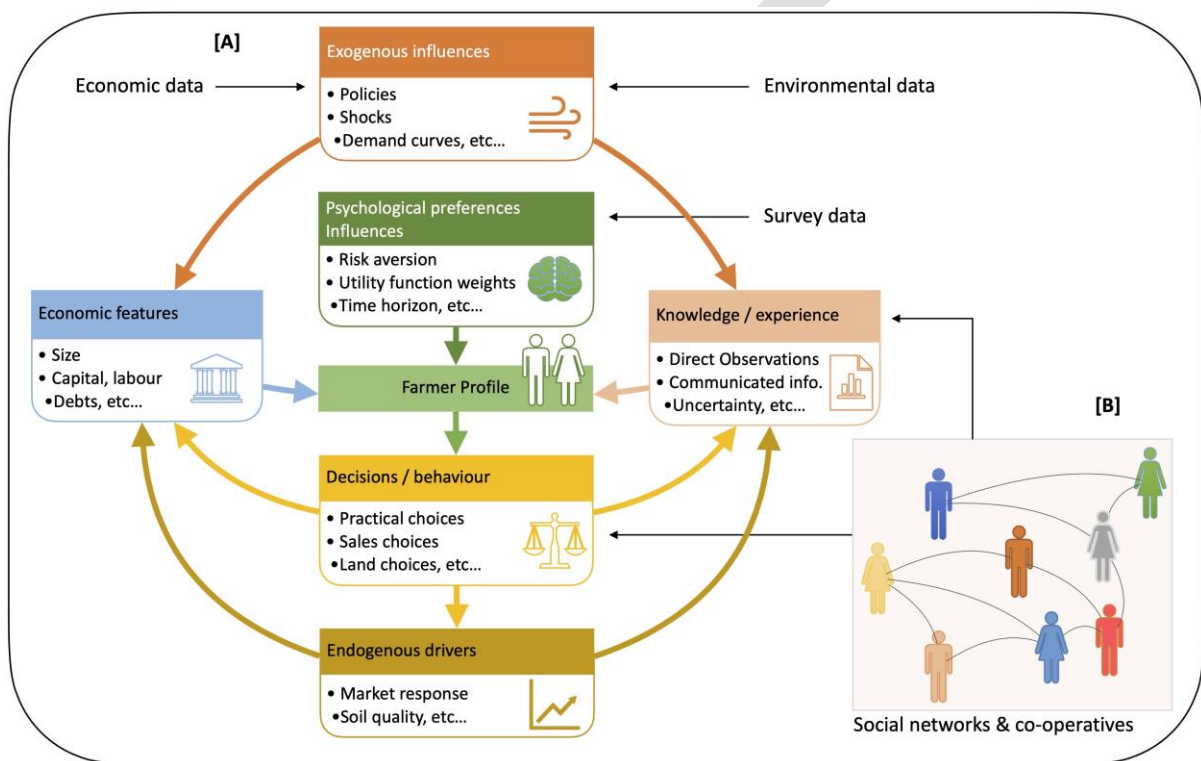 [A]
Exogenous influences
Economic data
Environmental data
• Policies
• Shocks
•Demand curves, etc...
Psychological preferences
Influences
Survey data
• Risk aversion
• Utility function weights
•Time horizon, etc...
Economic features
• Size
• Capital, labour
•Debts, etc...
Knowledge / experience
• Direct Observations
• Communicated info.
•Uncertainty, etc...
Farmer Profile
[B]
Decisions / behaviour
• Practical choices
• Sales choices
•Land choices, etc...
Endogenous drivers
• Market response
•Soil quality, etc...
Social networks & co-operatives